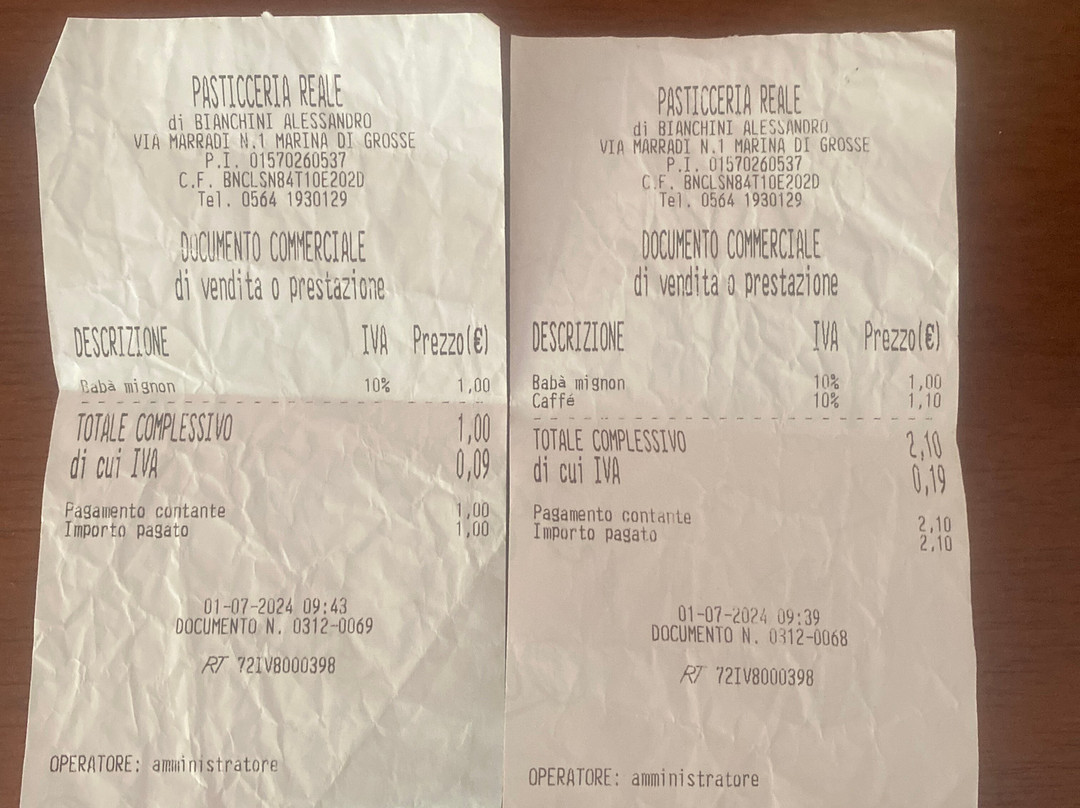 PASTICCERIA REALE
di BIANCHINI ALESSANDRO
VIA MARRADI N.1 MARINA DI GROSSE
P.I. 01570260537
C.F. BNCLSN84T10E202D
Tel. 0564 1930129
DOCUMENTO COMMERCIALE
di vendita o prestazione
DESCRIZIONE IVA Prezzo(€)
Babà mignon 10% 1,00
TOTALE COMPLESSIVO 1,00
di cui IVA 0,09
Pagamento contante 1,00
Importo pagato 1,00
01-07-2024 09:43
DOCUMENTO N. 0312-0069
RT 72IV8000398
OPERATORE: amministratore
PASTICCERIA REALE
di BIANCHINI ALESSANDRO
VIA MARRADI N.1 MARINA DI GROSSE
P.I. 01570260537
C.F. BNCLSN84T10E202D
Tel. 0564 1930129
DOCUMENTO COMMERCIALE
di vendita o prestazione
DESCRIZIONE IVA Prezzo(€)
Babà mignon 10% 1,00
Caffé 10% 1,10
TOTALE COMPLESSIVO 2,10
di cui IVA 0,19
Pagamento contante 2,10
Importo pagato 2,10
01-07-2024 09:39
DOCUMENTO N. 0312-0068
RT 72IV8000398
OPERATORE: amministratore